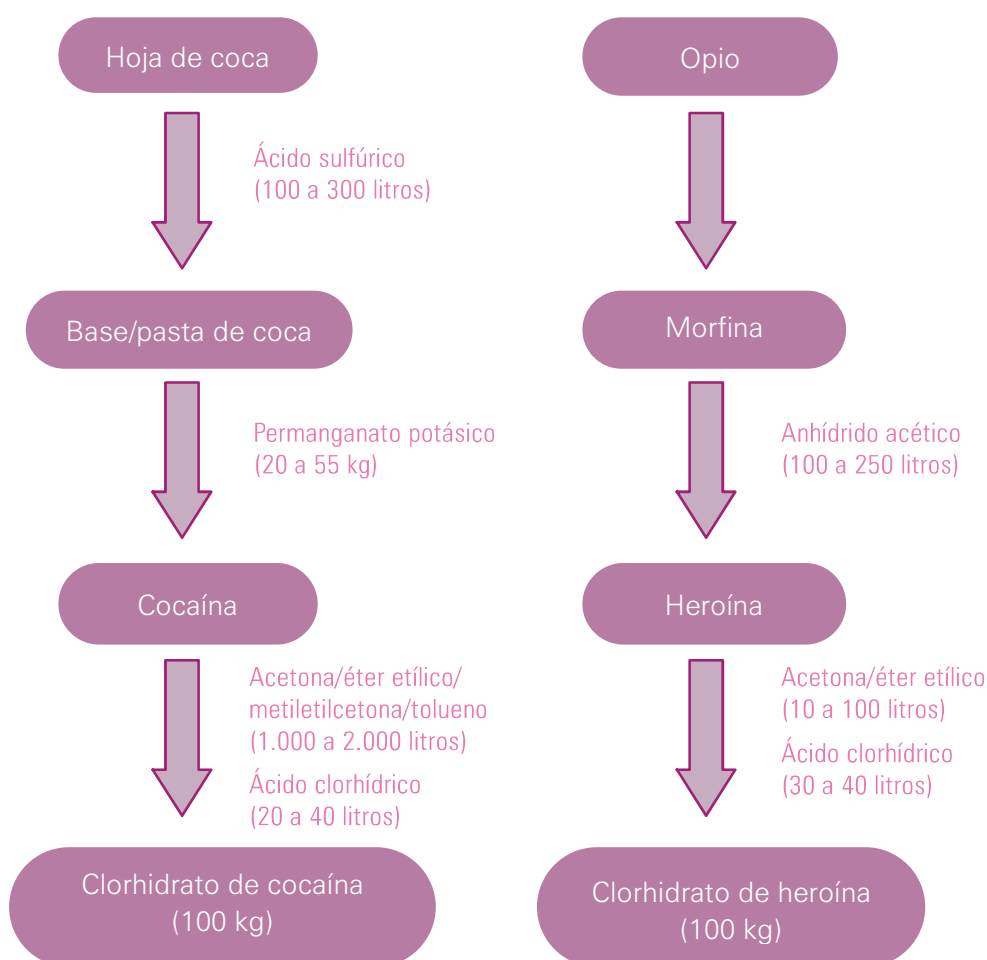 Hoja de coca
Ácido sulfúrico
(100 a 300 litros)
Base/pasta de coca
Permanganato potásico
(20 a 55 kg)
Cocaína
Acetona/éter etílico/
metiletilcetona/tolueno
(1.000 a 2.000 litros)
Ácido clorhídrico
(20 a 40 litros)
Clorhidrato de cocaína
(100 kg)
Opio
Morfina
Anhídrido acético
(100 a 250 litros)
Heroína
Acetona/éter etílico
(10 a 100 litros)
Ácido clorhídrico
(30 a 40 litros)
Clorhidrato de heroína
(100 kg)